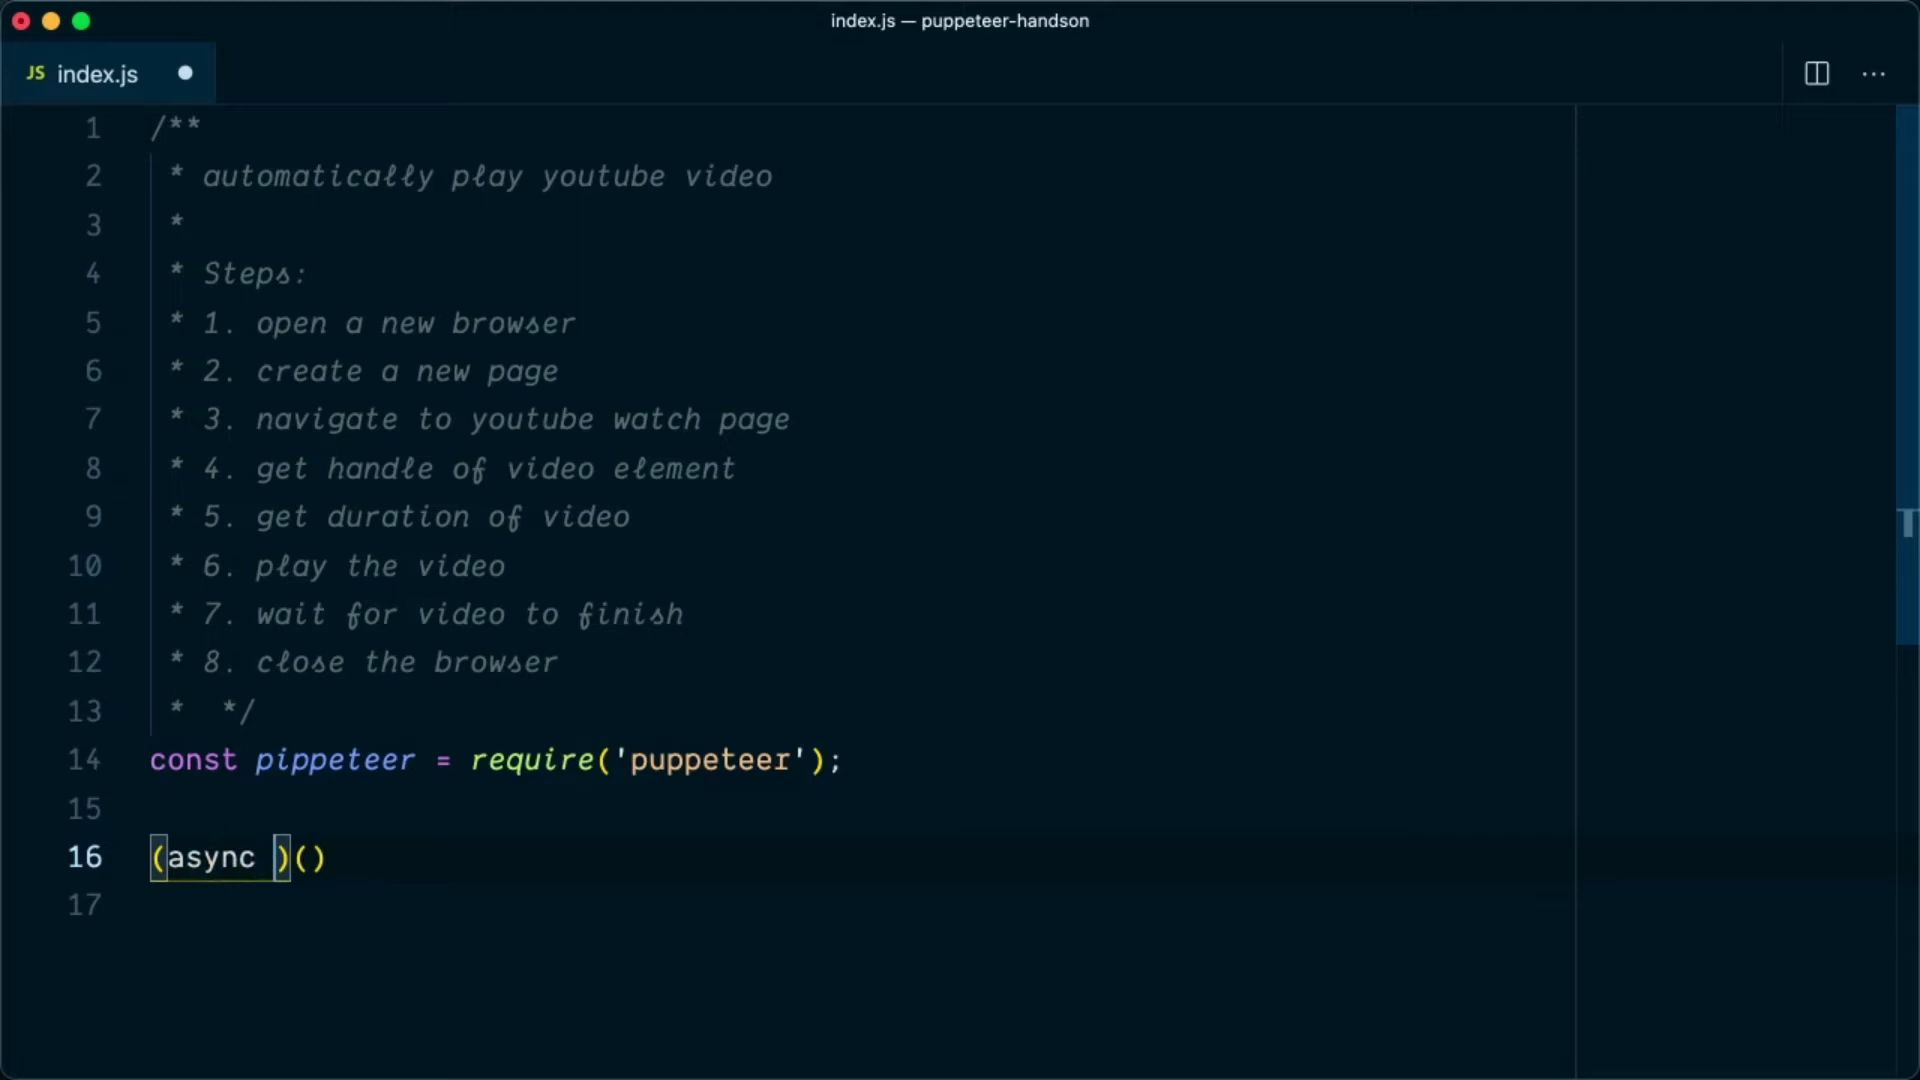 index.js — puppeteer-handson
JS index.js
1 /**
2 * automatically play youtube video
3 *
4 * Steps:
5 * 1. open a new browser
6 * 2. create a new page
7 * 3. navigate to youtube watch page
8 * 4. get handle of video element
9 * 5. get duration of video
10 * 6. play the video
11 * 7. wait for video to finish
12 * 8. close the browser
13 *  */
14 const pippeteer = require('puppeteer');
15
16 (async )()
17